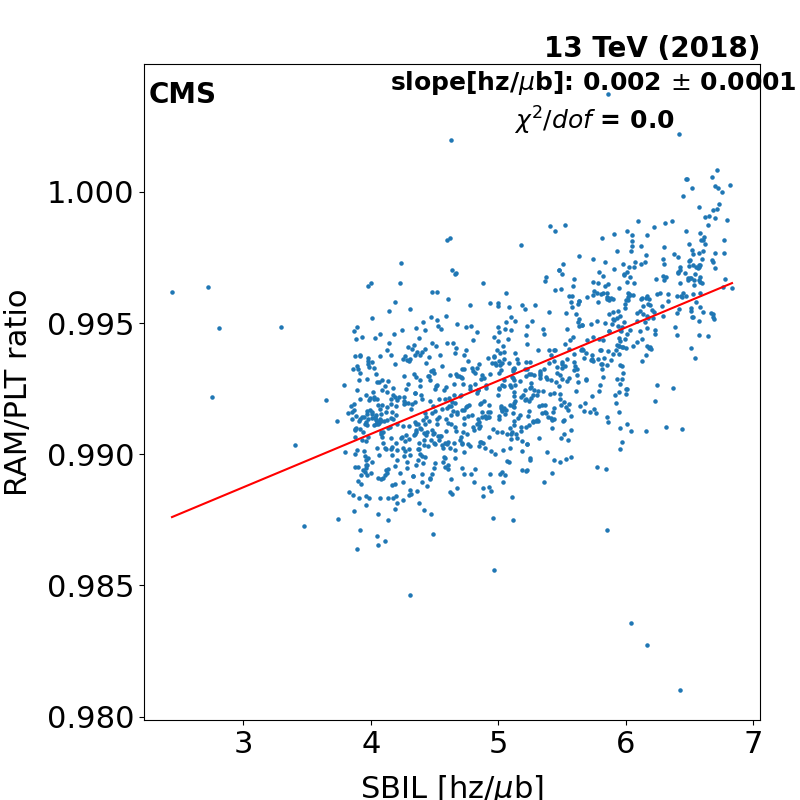 13 TeV (2018)
CMS
slope[hz/μb]: 0.002 ± 0.0001
χ²/dof = 0.0
1.000
0.995
0.990
0.985
0.980
RAM/PLT ratio
3 4 5 6 7
SBIL [hz/μb]